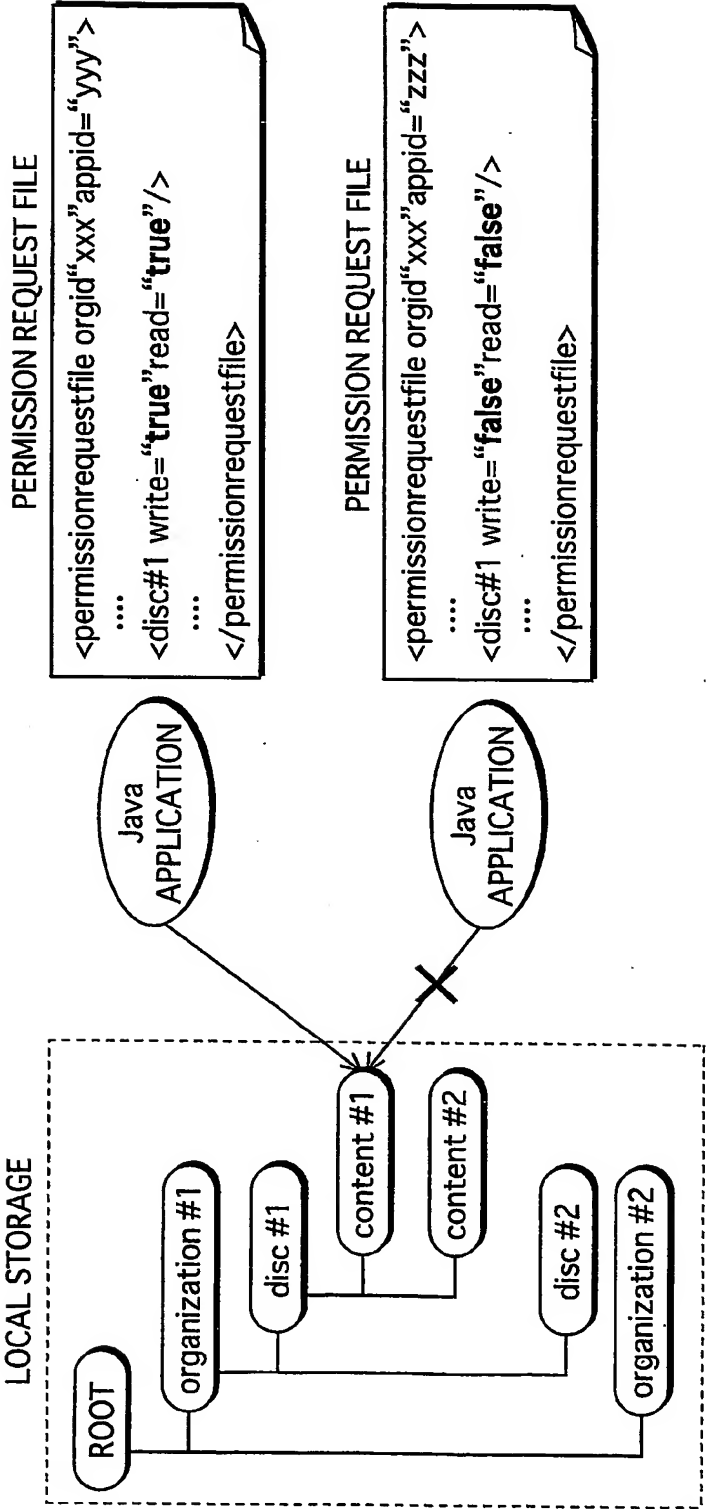 LOCAL STORAGE
ROOT
organization #1
disc #1
content #1
content #2
disc #2
organization #2
Java
APPLICATION
Java
APPLICATION
PERMISSION REQUEST FILE
<permissionrequestfile orgid“xxx”appid=“yyy”>
....
<disc#1 write=“true”read=“true”/>
....
</permissionrequestfile>
PERMISSION REQUEST FILE
<permissionrequestfile orgid“xxx”appid=“zzz”>
....
<disc#1 write=“false”read=“false”/>
....
</permissionrequestfile>